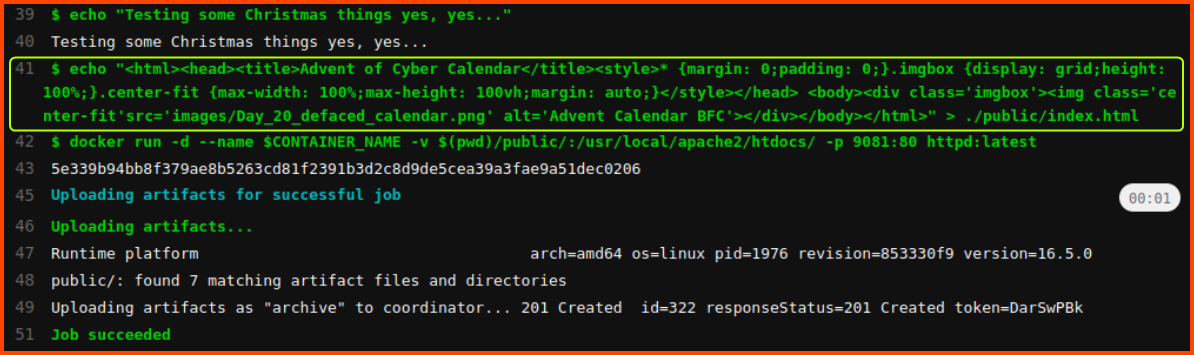 39 $ echo "Testing some Christmas things yes, yes..."
40 Testing some Christmas things yes, yes...
41 $ echo "<html><head><title>Advent of Cyber Calendar</title><style>* {margin: 0;padding: 0;}.imgbox {display: grid;height:
100%;}.center-fit {max-width: 100%;max-height: 100vh;margin: auto;}</style></head> <body><div class='imgbox'><img class='ce
nter-fit'src='images/Day_20_defaced_calendar.png' alt='Advent Calendar BFC'></div></body></html>" > ./public/index.html
42 $ docker run -d --name $CONTAINER_NAME -v $(pwd)/public/:/usr/local/apache2/htdocs/ -p 9081:80 httpd:latest
43 5e339b94bb8f379ae8b5263cd81f2391b3d2c8d9de5cea39a3fae9a51dec0206
45 Uploading artifacts for successful job 00:01
46 Uploading artifacts...
47 Runtime platform arch=amd64 os=linux pid=1976 revision=853330f9 version=16.5.0
48 public/: found 7 matching artifact files and directories
49 Uploading artifacts as "archive" to coordinator... 201 Created  id=322 responseStatus=201 Created token=DarSwPBk
51 Job succeeded